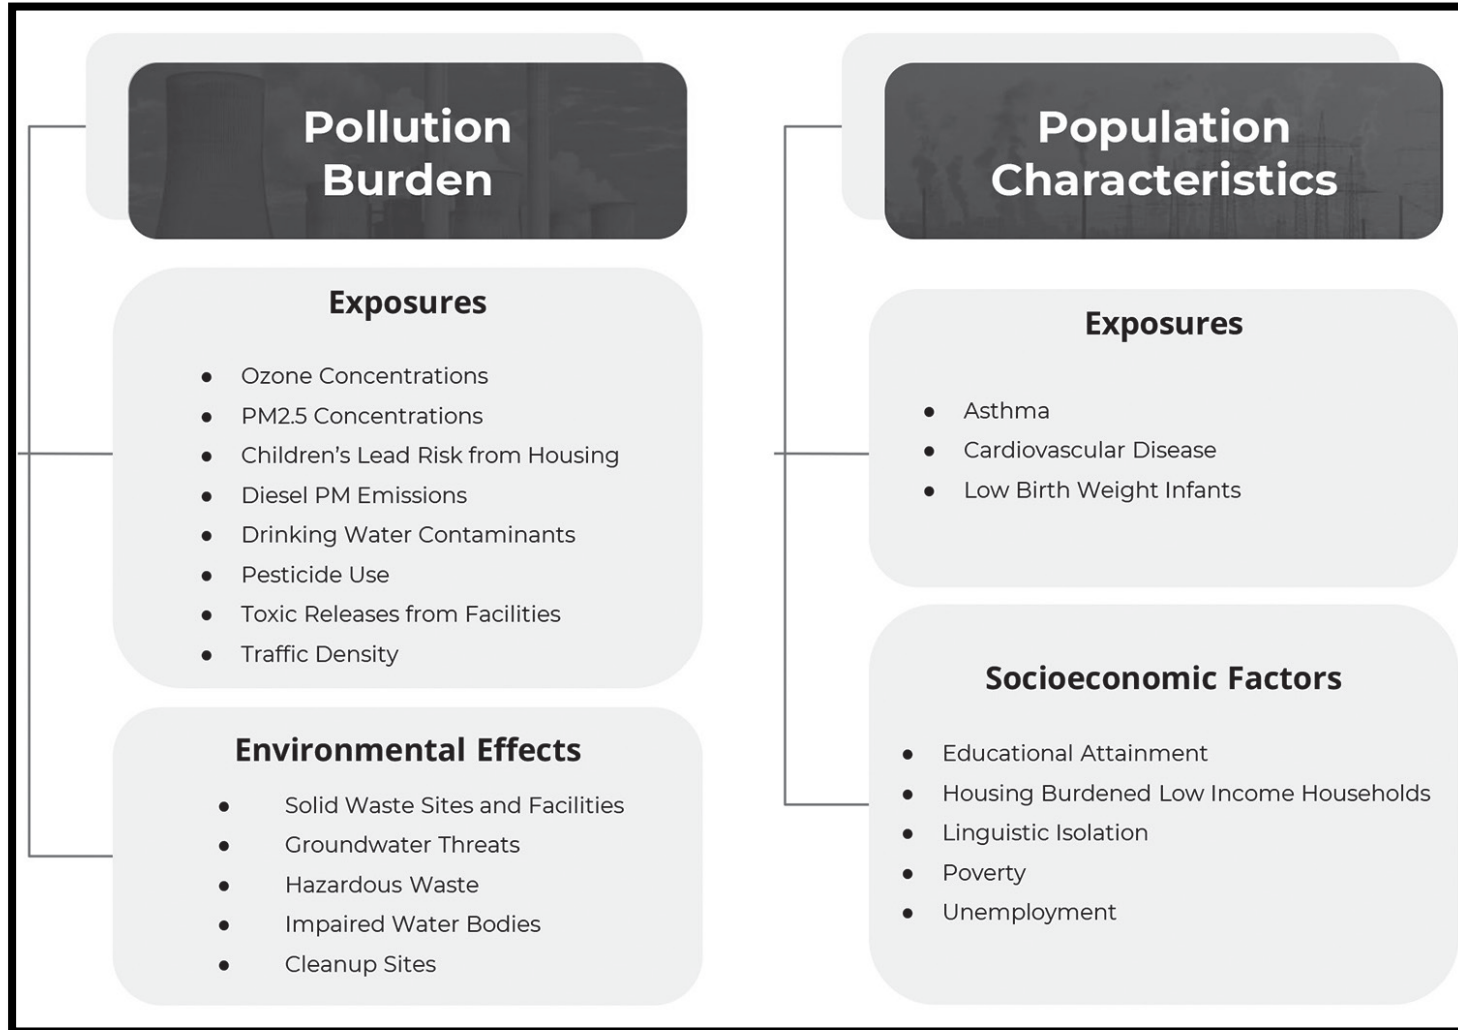 Pollution
Burden
Exposures
● Ozone Concentrations
● PM2.5 Concentrations
● Children's Lead Risk from Housing
● Diesel PM Emissions
● Drinking Water Contaminants
● Pesticide Use
● Toxic Releases from Facilities
● Traffic Density
Environmental Effects
● Solid Waste Sites and Facilities
● Groundwater Threats
● Hazardous Waste
● Impaired Water Bodies
● Cleanup Sites
Population
Characteristics
Exposures
● Asthma
● Cardiovascular Disease
● Low Birth Weight Infants
Socioeconomic Factors
● Educational Attainment
● Housing Burdened Low Income Households
● Linguistic Isolation
● Poverty
● Unemployment